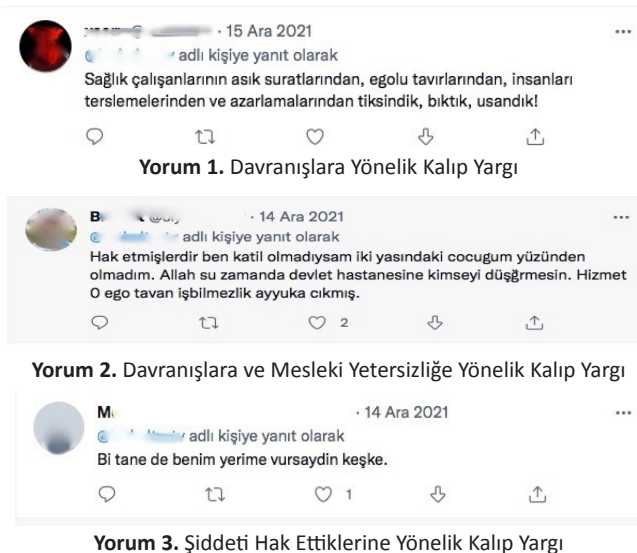 · 15 Ara 2021
adlı kişiye yanıt olarak
Sağlık çalışanlarının asık suratlarından, egolu tavırlarından, insanları
terslemelerinden ve azarlamalarından tiksindik, bıktık, usandık!
Yorum 1. Davranışlara Yönelik Kalıp Yargı
· 14 Ara 2021
adlı kişiye yanıt olarak
Hak etmişlerdir ben katil olmadıysam iki yasındaki cocugum yüzünden
olmadım. Allah su zamanda devlet hastanesine kimseyi düşğrmesin. Hizmet
0 ego tavan işbilmezlik ayyuka cıkmış.
2
Yorum 2. Davranışlara ve Mesleki Yetersizliğe Yönelik Kalıp Yargı
· 14 Ara 2021
adlı kişiye yanıt olarak
Bi tane de benim yerime vursaydin keşke.
1
Yorum 3. Şiddeti Hak Ettiklerine Yönelik Kalıp Yargı